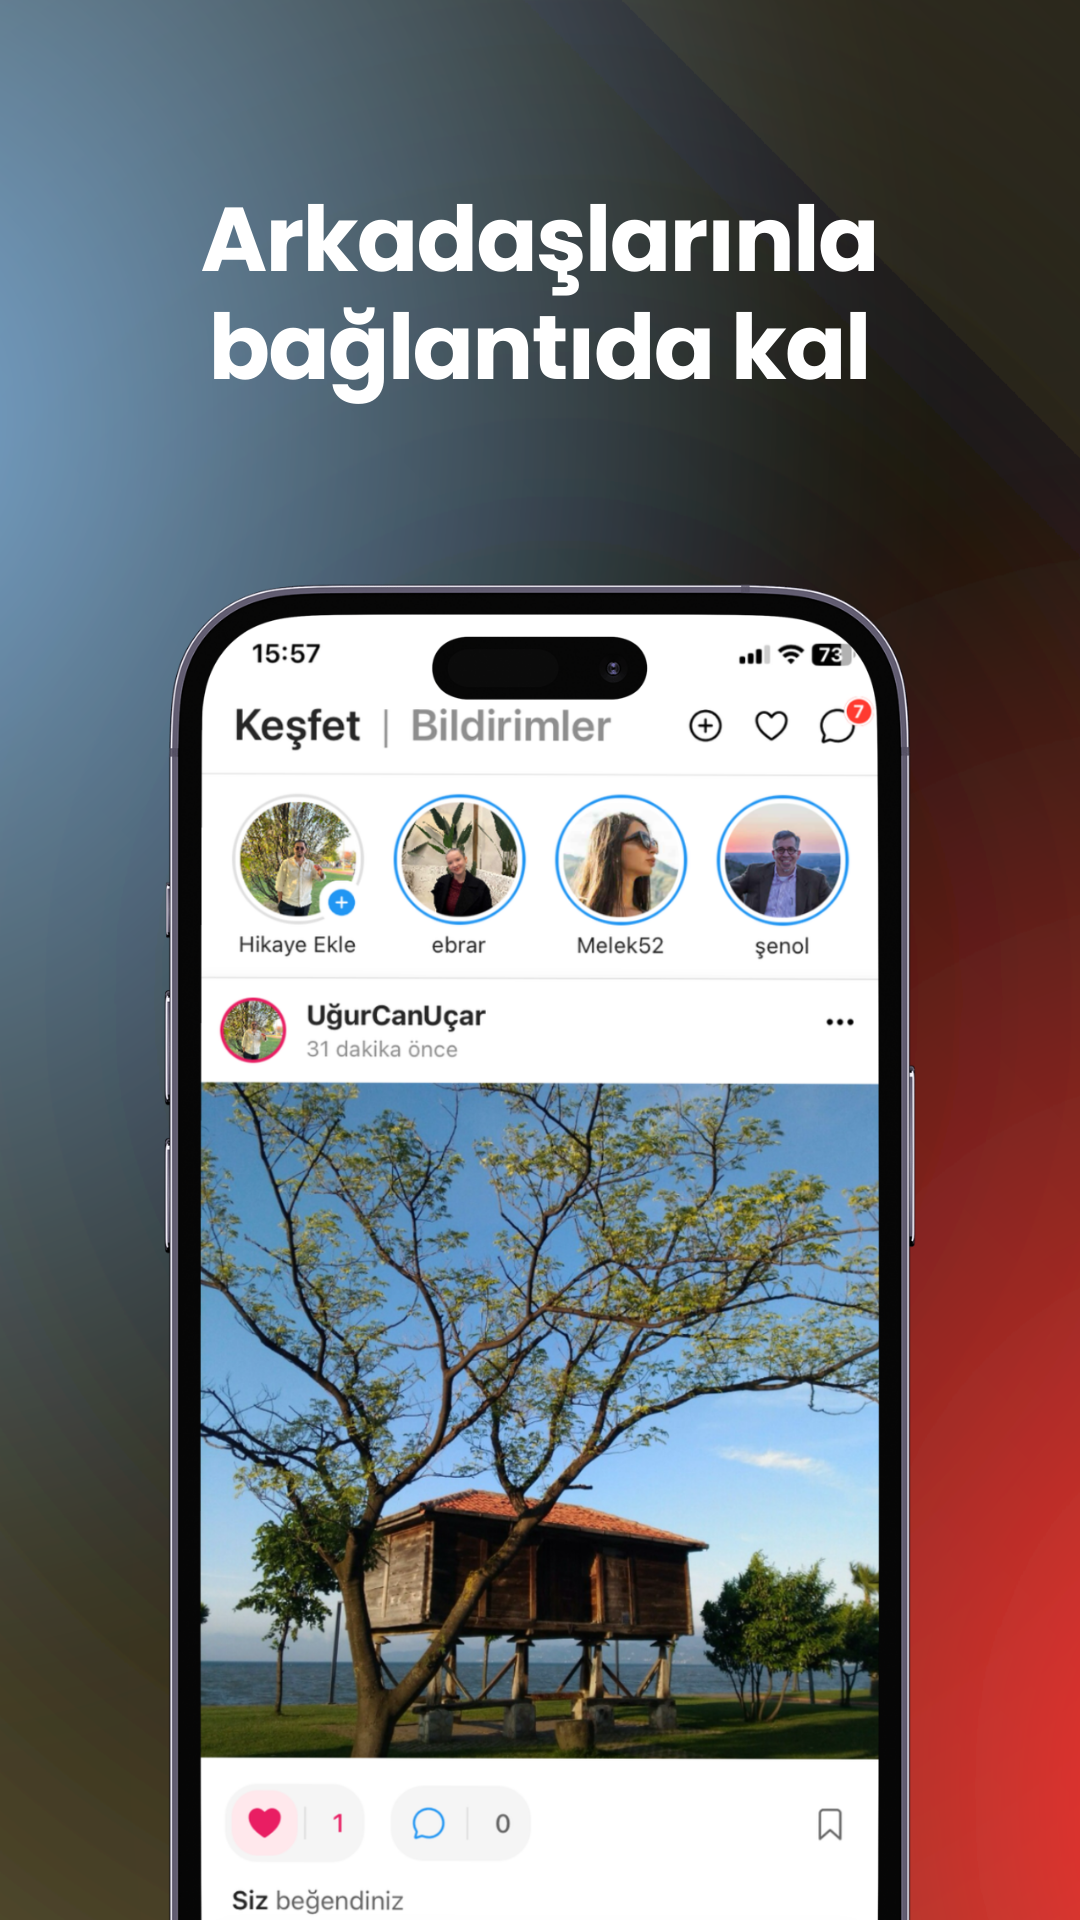 Arkadaşlarınla
bağlantıda kal
15:57
73
Keşfet | Bildirimler
7
Hikaye Ekle
ebrar
Melek52
şenol
UğurCanUçar
31 dakika önce
1
0
Siz beğendiniz